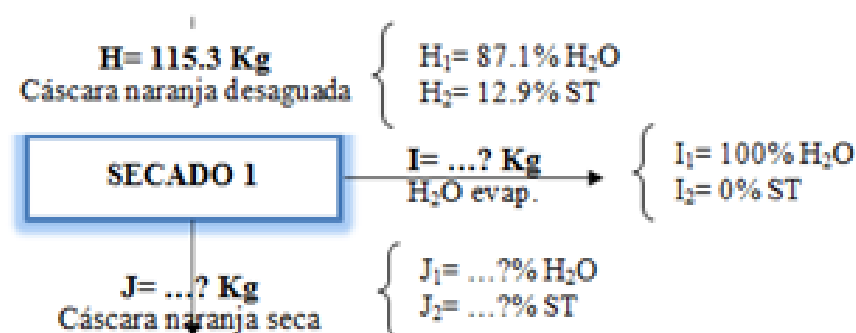 H= 115.3 Kg
Cáscara naranja desaguada
H₁= 87.1% H₂O
H₂= 12.9% ST
SECADO 1
I= ...? Kg
H₂O evap.
I₁= 100% H₂O
I₂= 0% ST
J= ...? Kg
Cáscara naranja seca
J₁= ...?% H₂O
J₂= ...?% ST